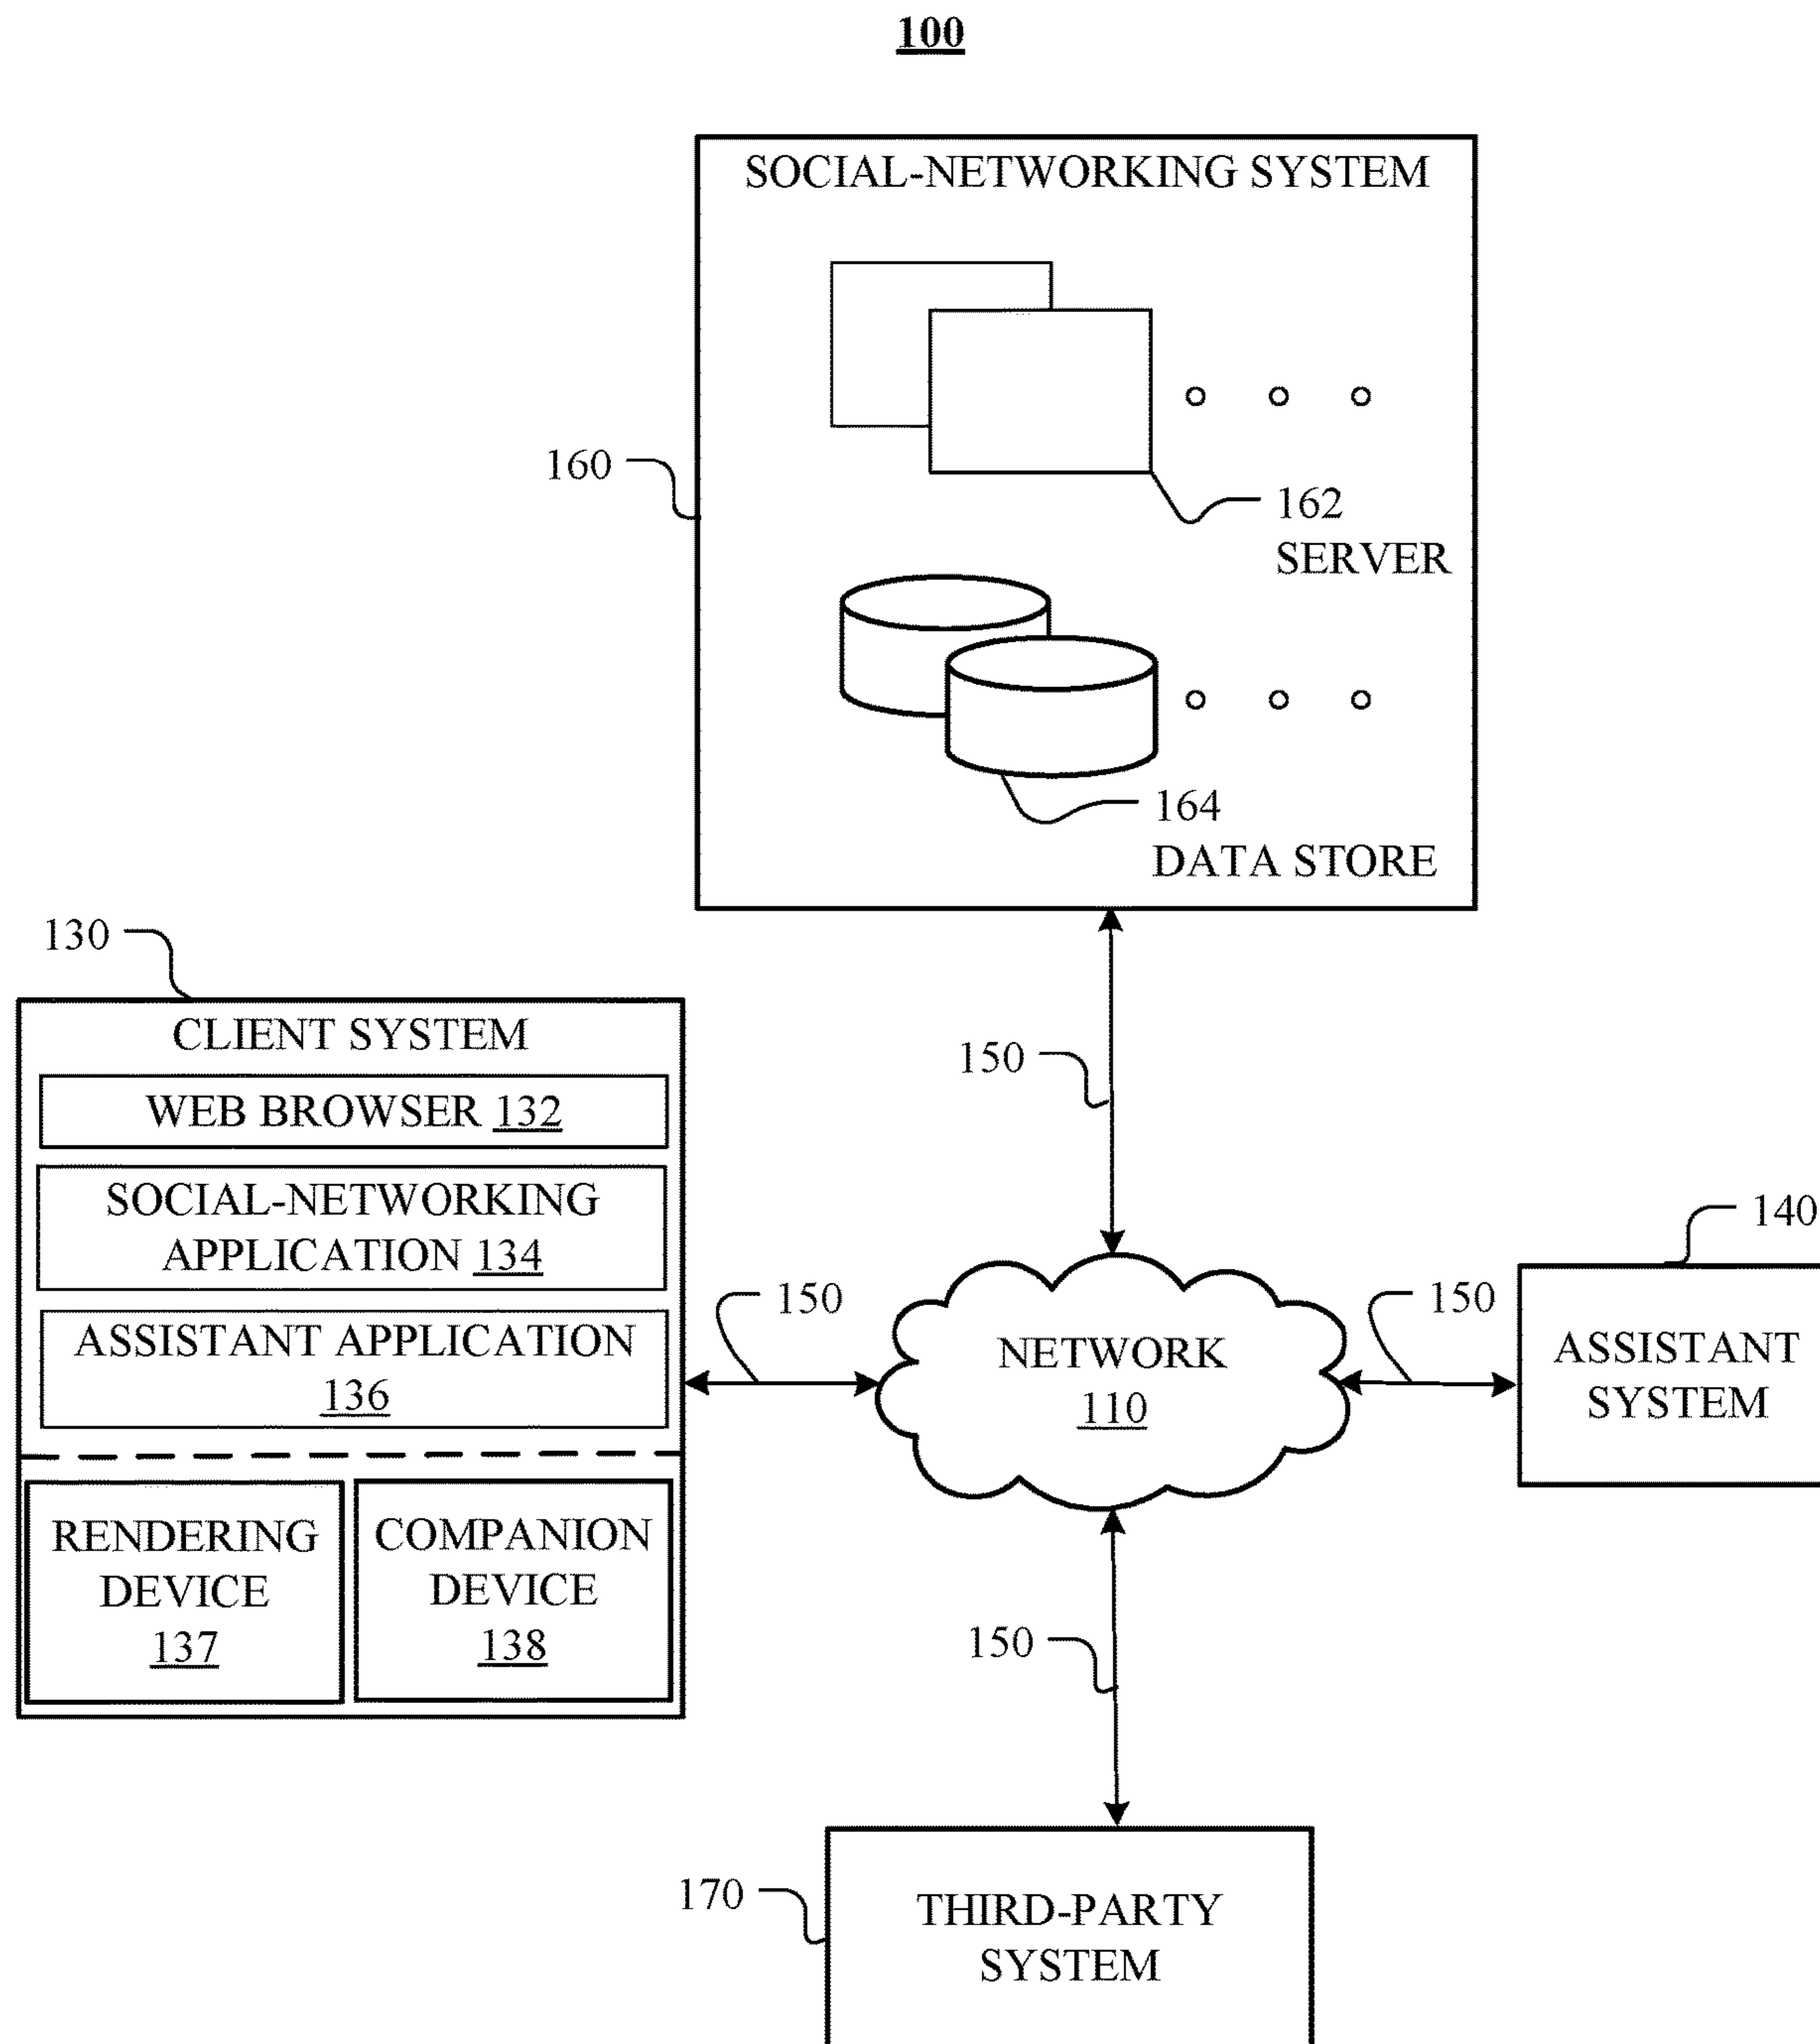 100
SOCIAL-NETWORKING SYSTEM
160
162
SERVER
164
DATA STORE
130
CLIENT SYSTEM
WEB BROWSER 132
SOCIAL-NETWORKING
APPLICATION 134
ASSISTANT APPLICATION
136
RENDERING
DEVICE
137
COMPANION
DEVICE
138
150
150
NETWORK
110
150
140
ASSISTANT
SYSTEM
150
170
THIRD-PARTY
SYSTEM